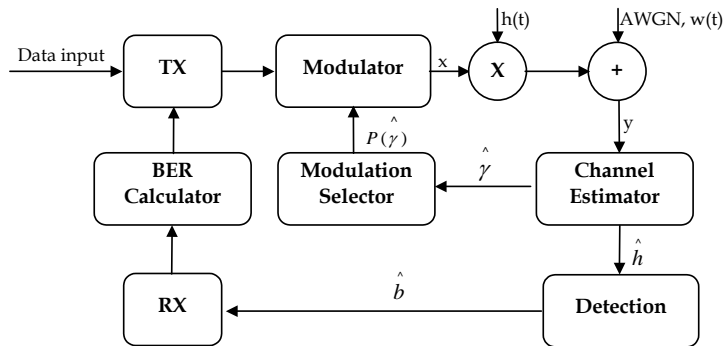 h(t)
AWGN, w(t)
Data input
TX
Modulator
x
X
+
P(γ̂)
y
BER
Calculator
Modulation
Selector
γ̂
Channel
Estimator
ĥ
RX
b̂
Detection